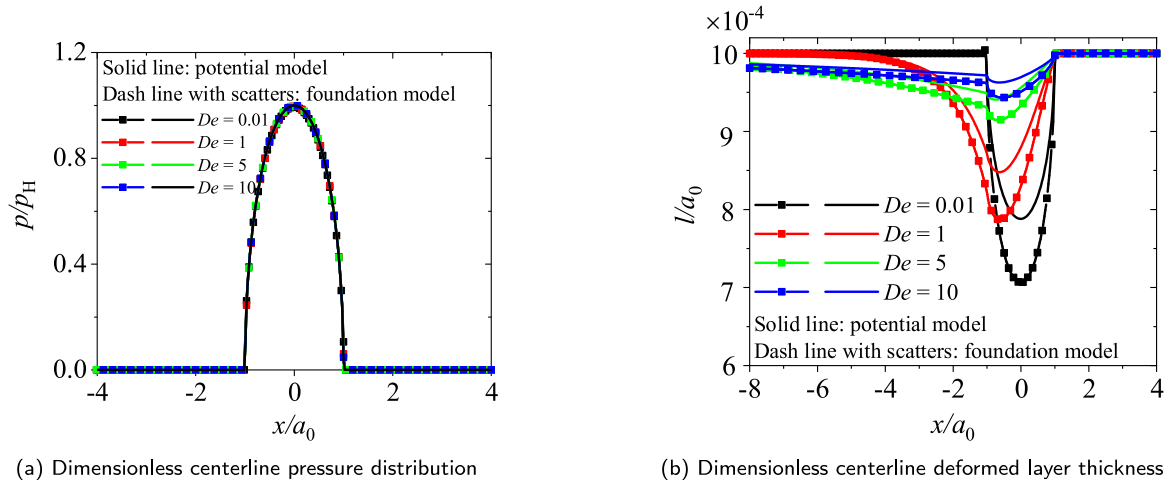 1.2
0.8
0.4
0.0
p/p_H
Solid line: potential model
Dash line with scatters: foundation model
De = 0.01
De = 1
De = 5
De = 10
-4 -2 0 2 4
x/a₀
(a) Dimensionless centerline pressure distribution
×10⁻⁴
10
9
8
7
6
l/a₀
De = 0.01
De = 1
De = 5
De = 10
Solid line: potential model
Dash line with scatters: foundation model
-8 -6 -4 -2 0 2 4
x/a₀
(b) Dimensionless centerline deformed layer thickness